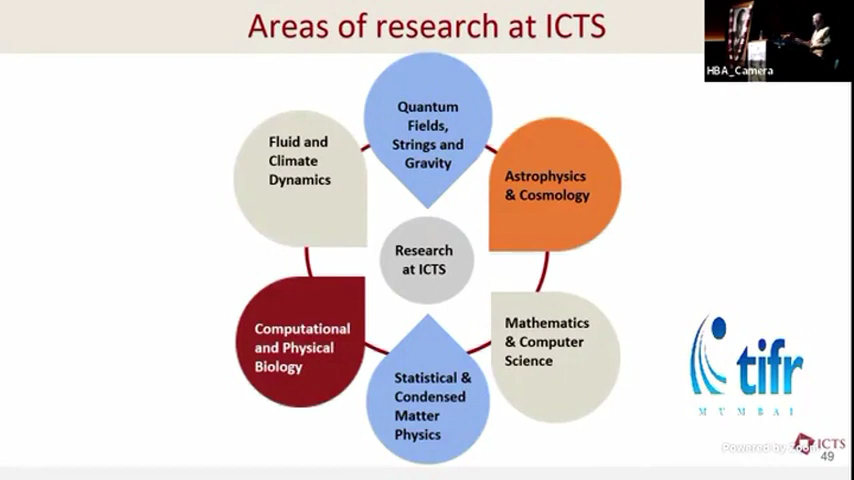 Areas of research at ICTS
HBA_Camera
Quantum
Fields,
Strings and
Gravity
Fluid and
Climate
Dynamics
Astrophysics
& Cosmology
Research
at ICTS
Computational
and Physical
Biology
Mathematics
& Computer
Science
Statistical &
Condensed
Matter
Physics
tifr
MUMBAI
Powered by Zoom
ICTS
49